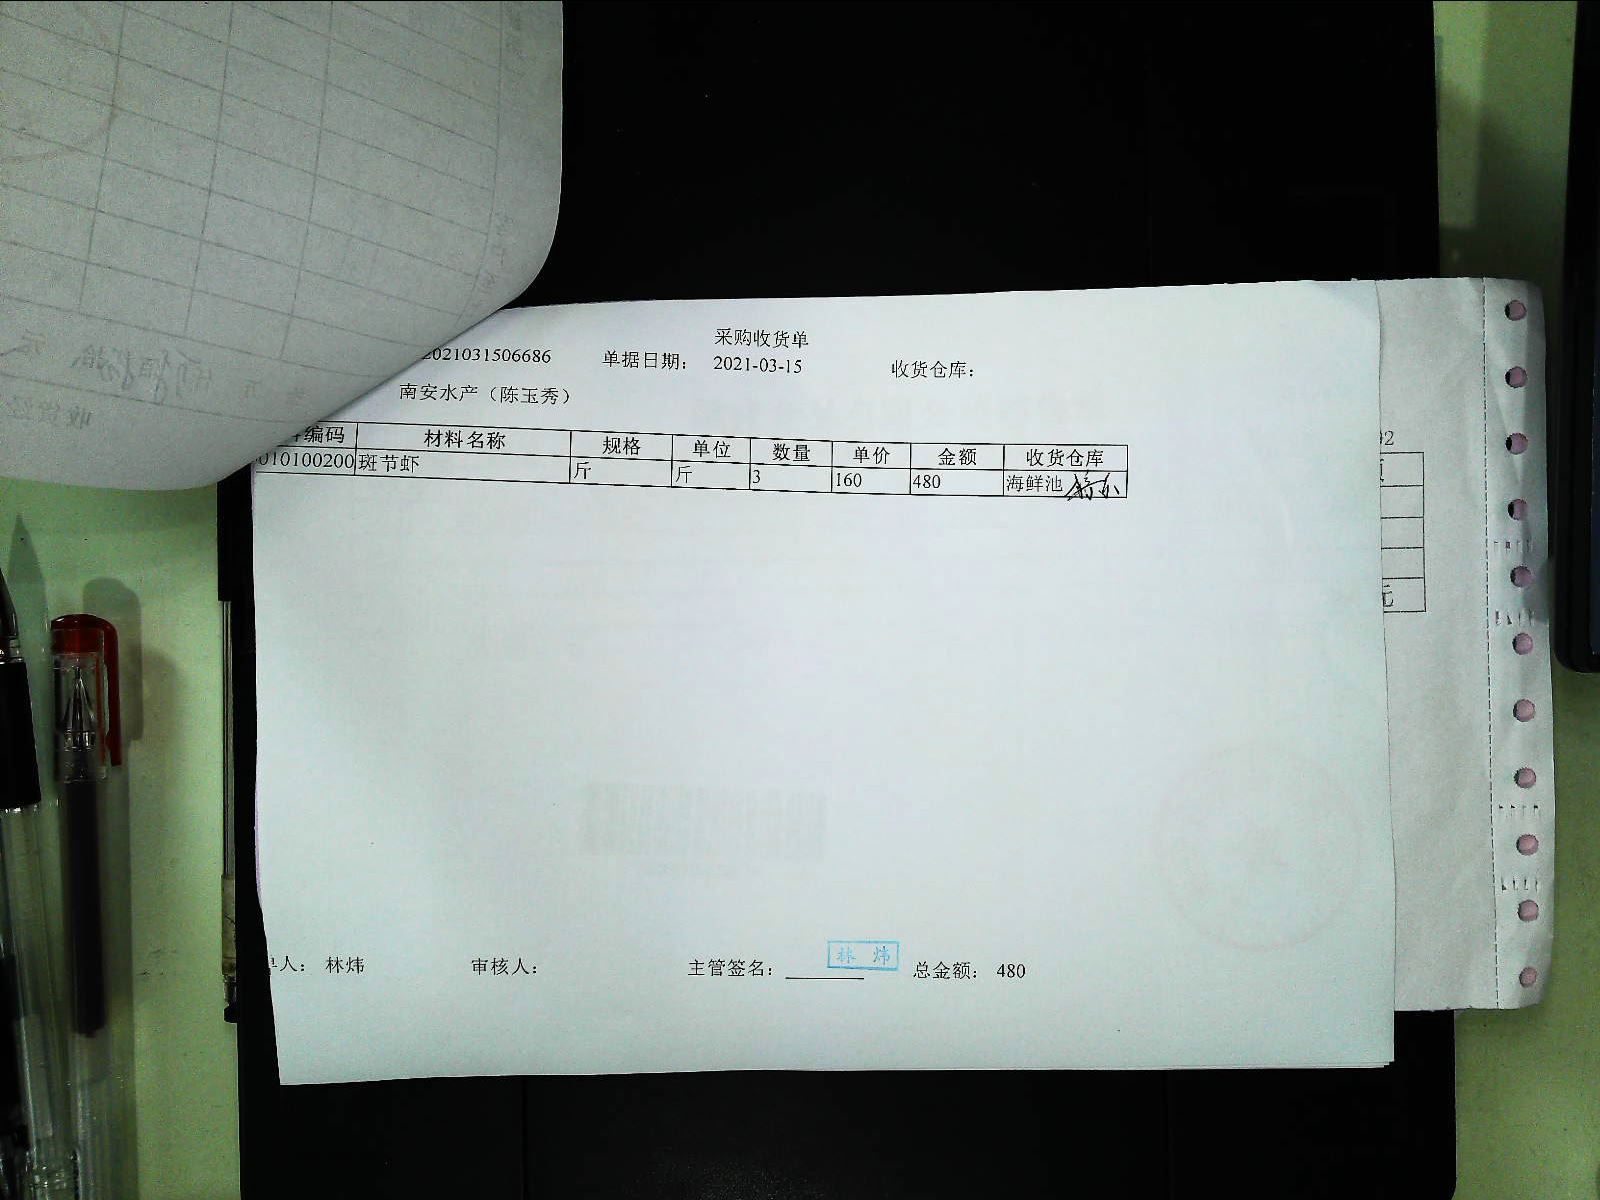 采购收货单
2021031506686 单据日期： 2021-03-15 收货仓库：
南安水产（陈玉秀）
编码 材料名称 规格 单位 数量 单价 金额 收货仓库
010100200 斑节虾 斤 斤 3 160 480 海鲜池
人： 林炜 审核人： 主管签名： 林 炜 总金额： 480
元